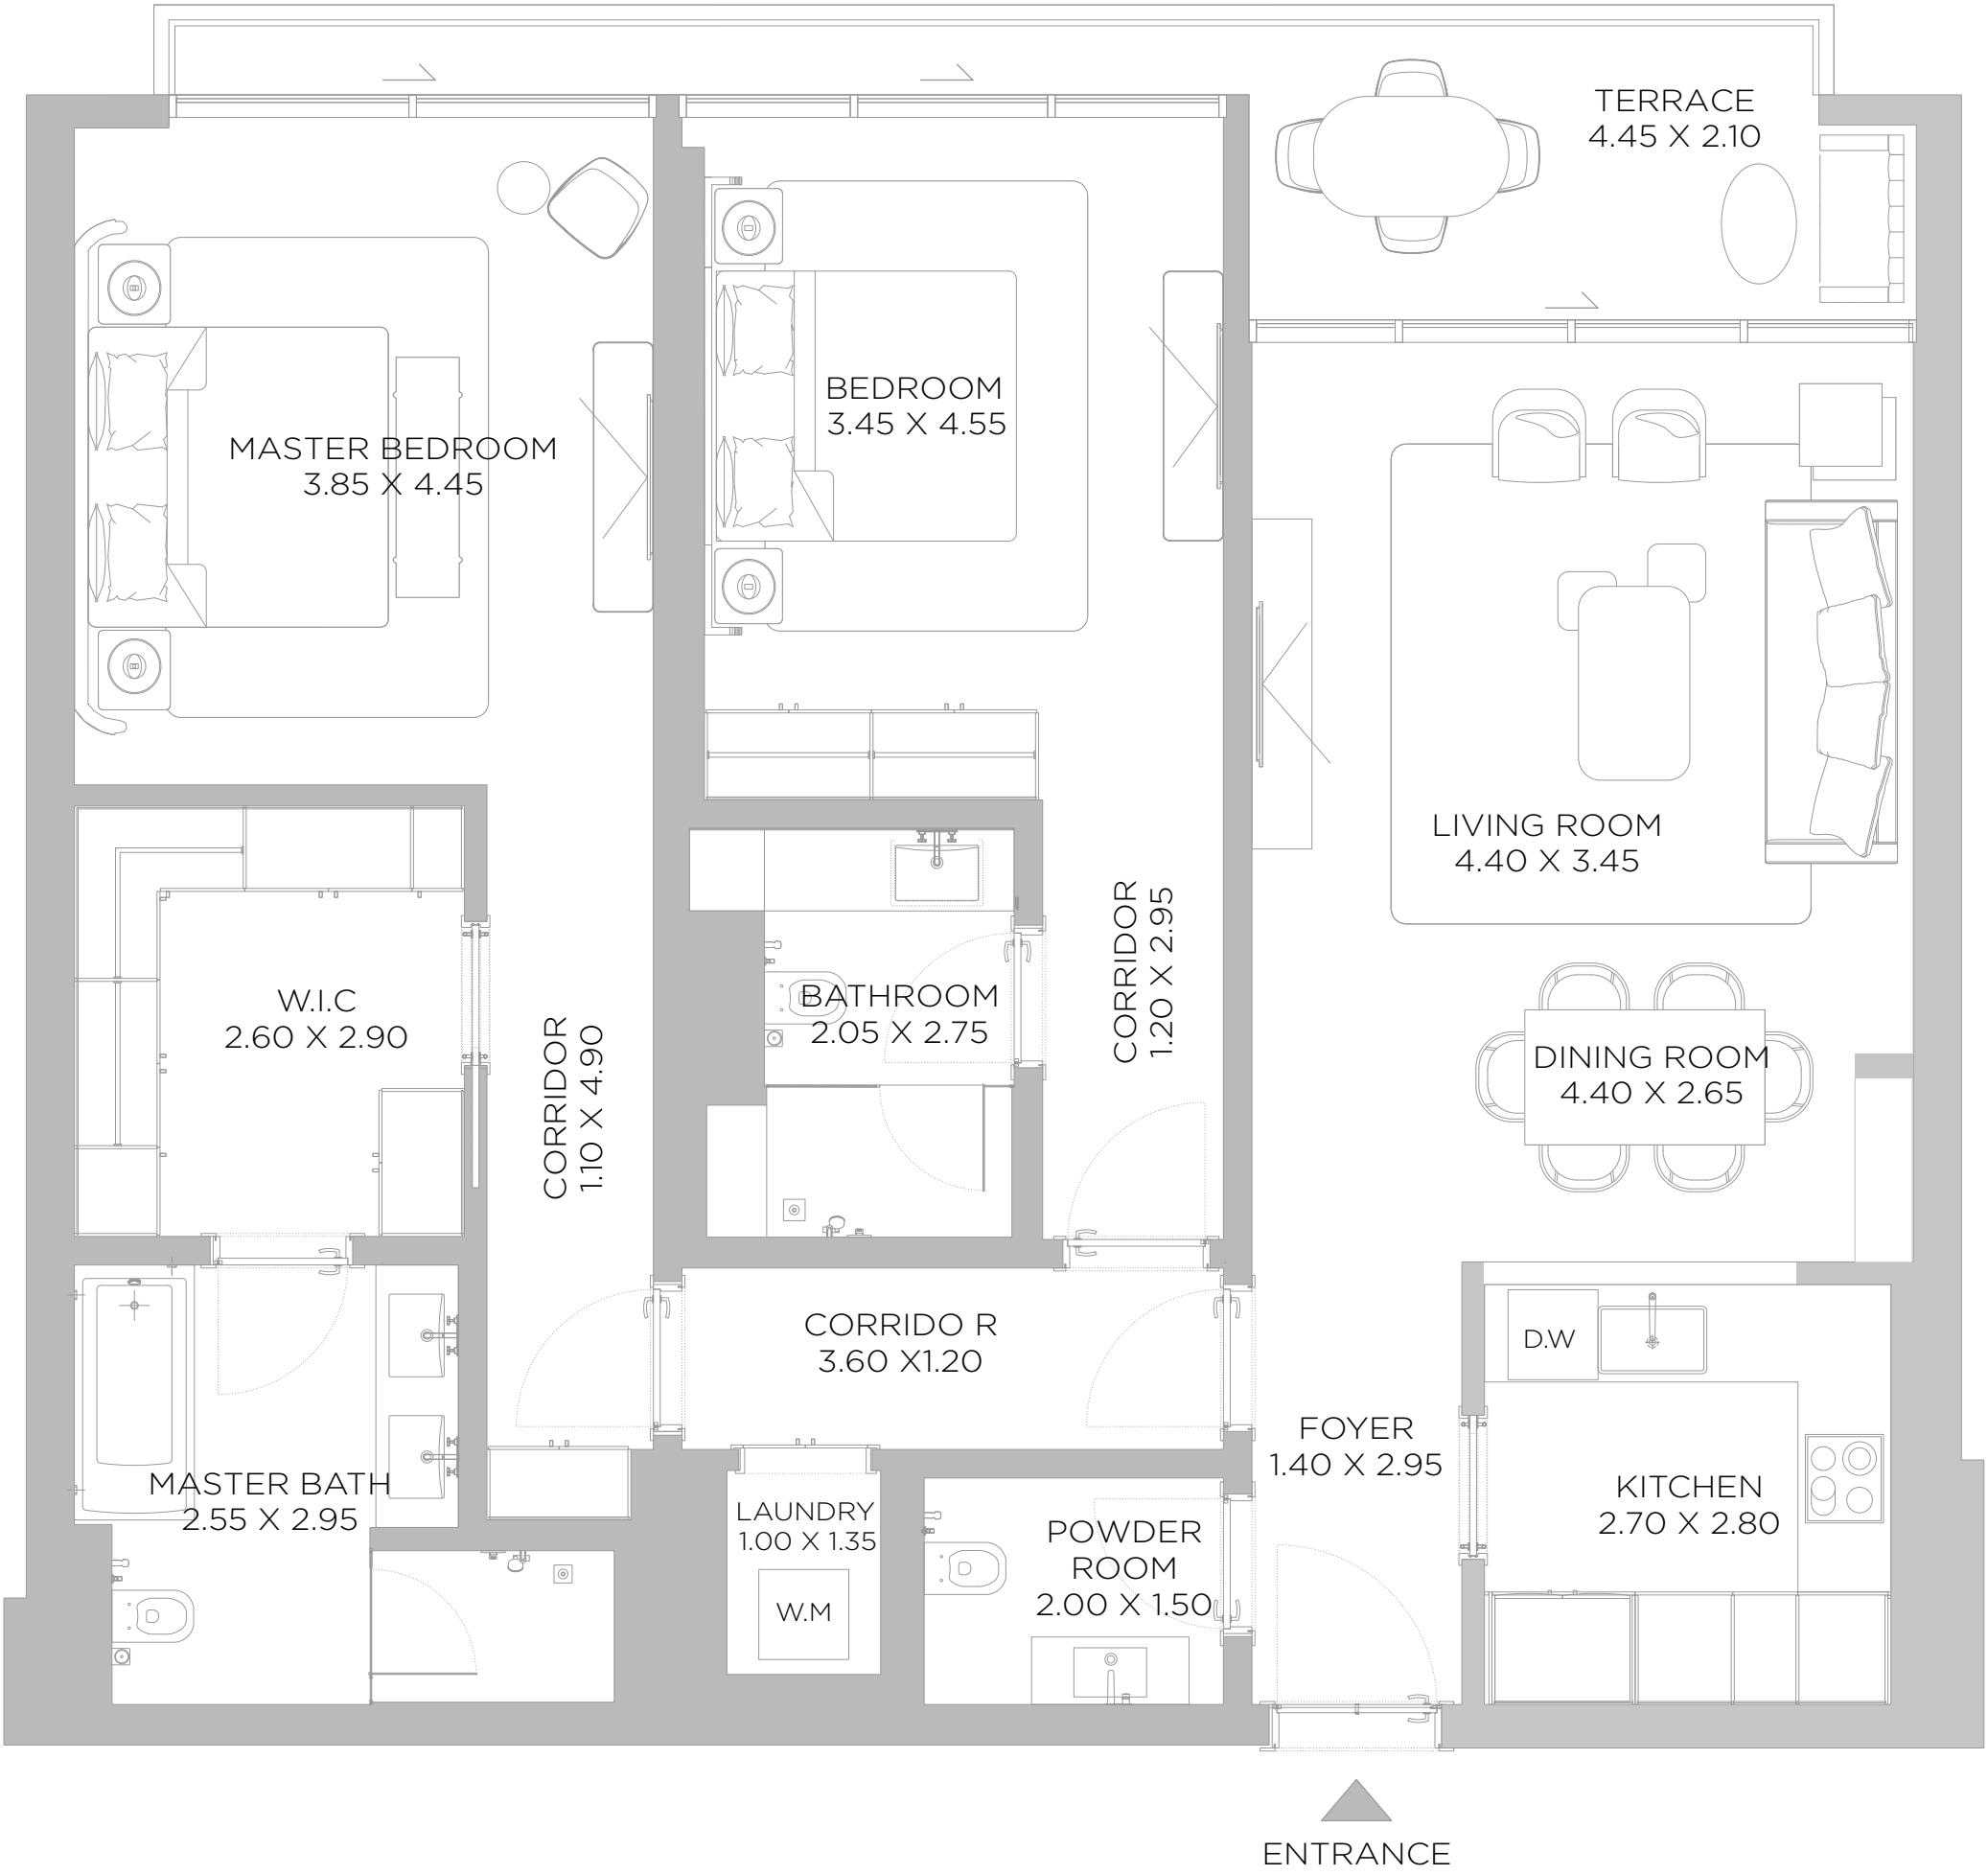 TERRACE
4.45 X 2.10
BEDROOM
3.45 X 4.55
MASTER BEDROOM
3.85 X 4.45
LIVING ROOM
4.40 X 3.45
CORRIDOR
1.20 X 2.95
W.I.C
2.60 X 2.90
BATHROOM
2.05 X 2.75
CORRIDOR
1.10 X 4.90
DINING ROOM
4.40 X 2.65
CORRIDO R
3.60 X1.20
D.W
FOYER
1.40 X 2.95
MASTER BATH
2.55 X 2.95
KITCHEN
2.70 X 2.80
LAUNDRY
1.00 X 1.35
POWDER
ROOM
2.00 X 1.50
W.M
ENTRANCE